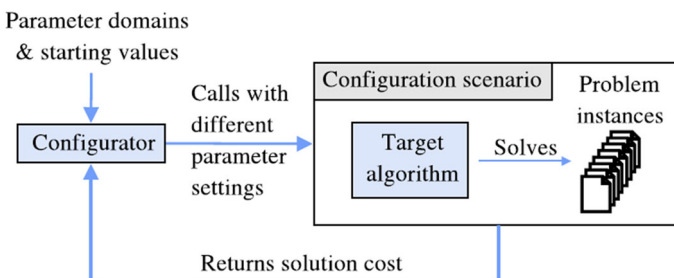 Parameter domains
& starting values
Configurator
Calls with
different
parameter
settings
Configuration scenario
Target
algorithm
Solves
Problem
instances
Returns solution cost